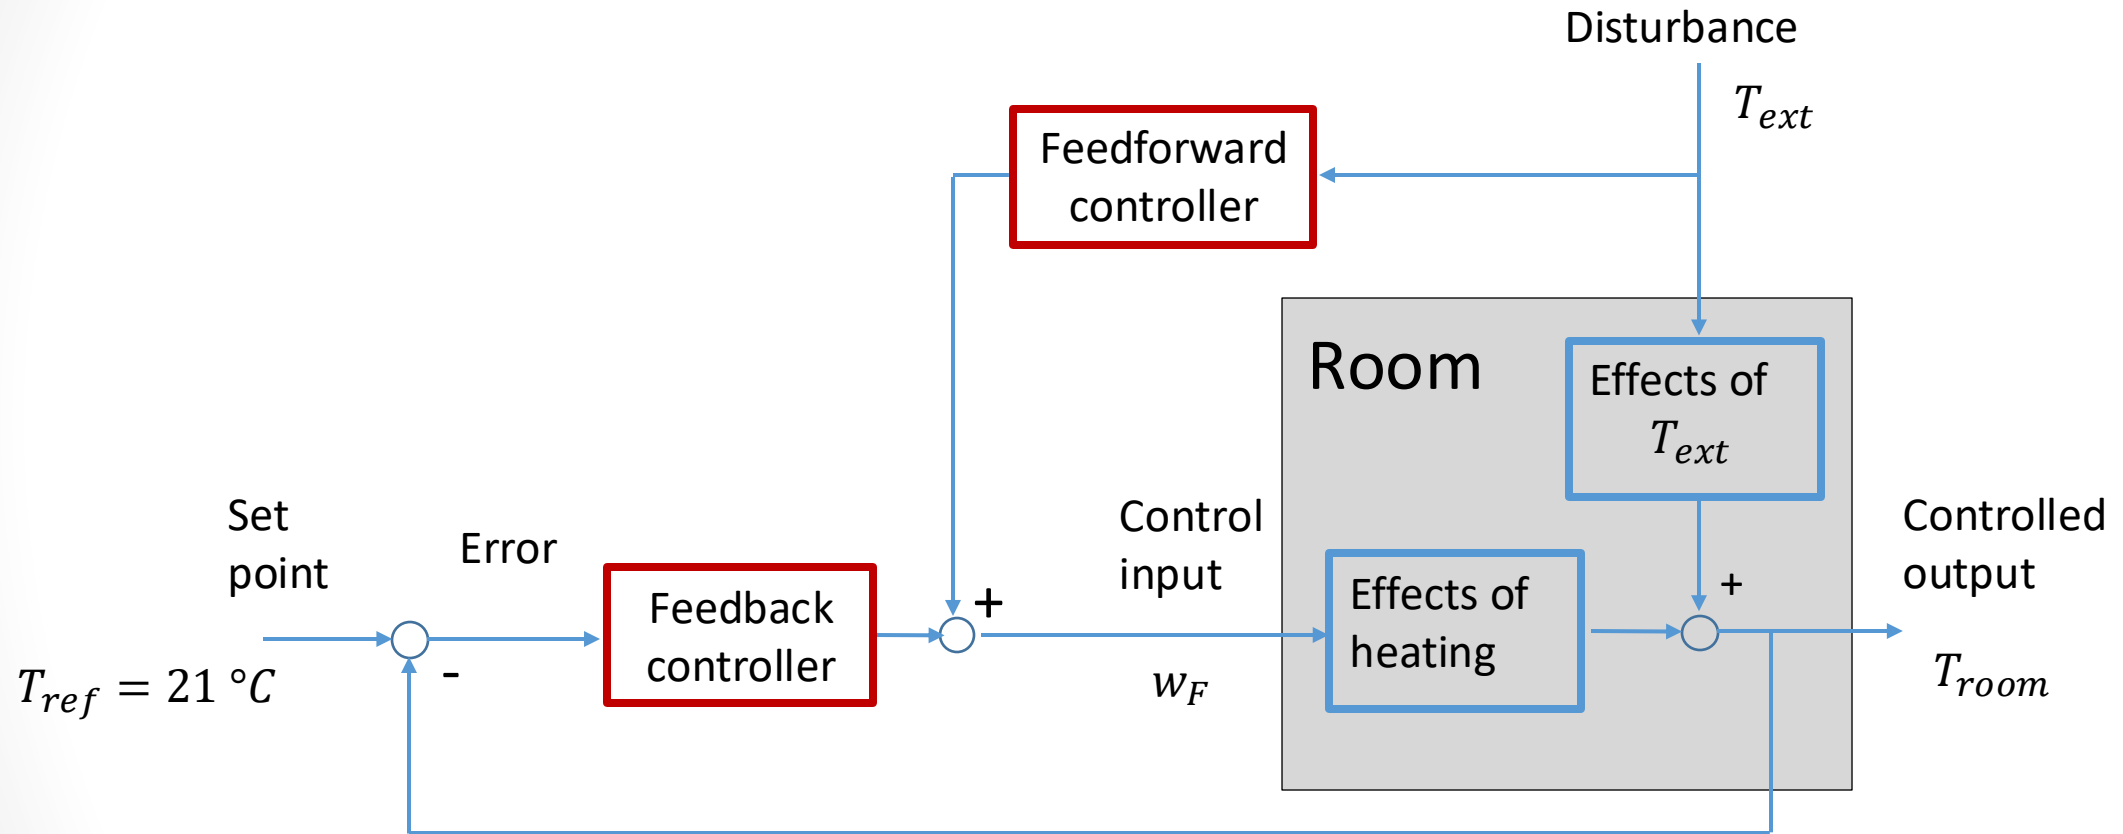 Disturbance
T_ext
Feedforward
controller
Room
Effects of
T_ext
Set
point
Error
Control
input
Controlled
output
+
+
Feedback
controller
Effects of
heating
-
T_ref = 21 °C
w_F
T_room